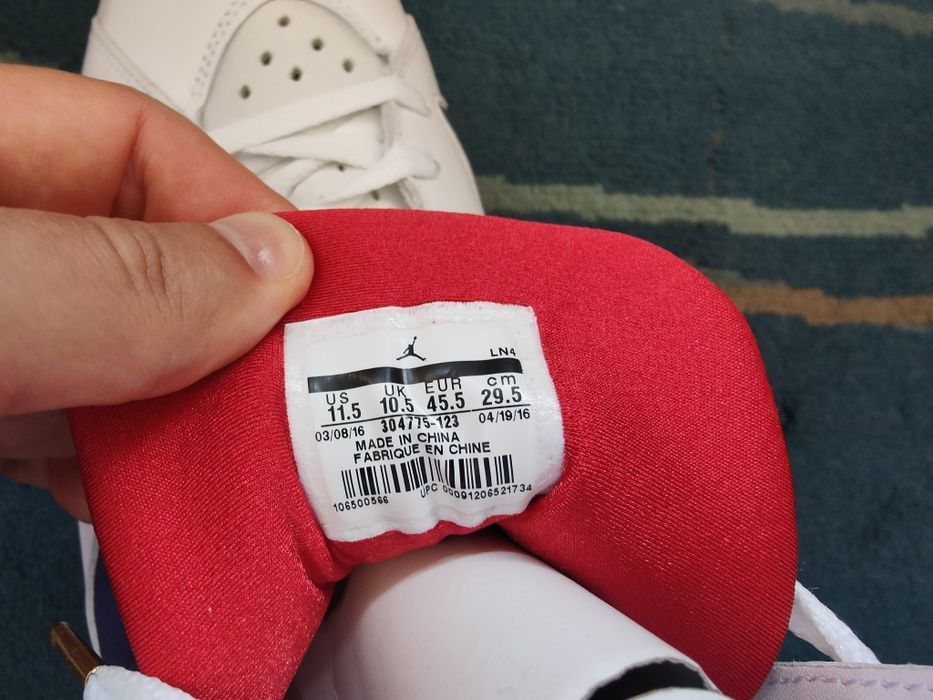 LN4
US UK EUR cm
11.5 10.5 45.5 29.5
03/08/16 304775-123 04/19/16
MADE IN CHINA
FABRIQUE EN CHINE
106500566 UPC 00091206521734